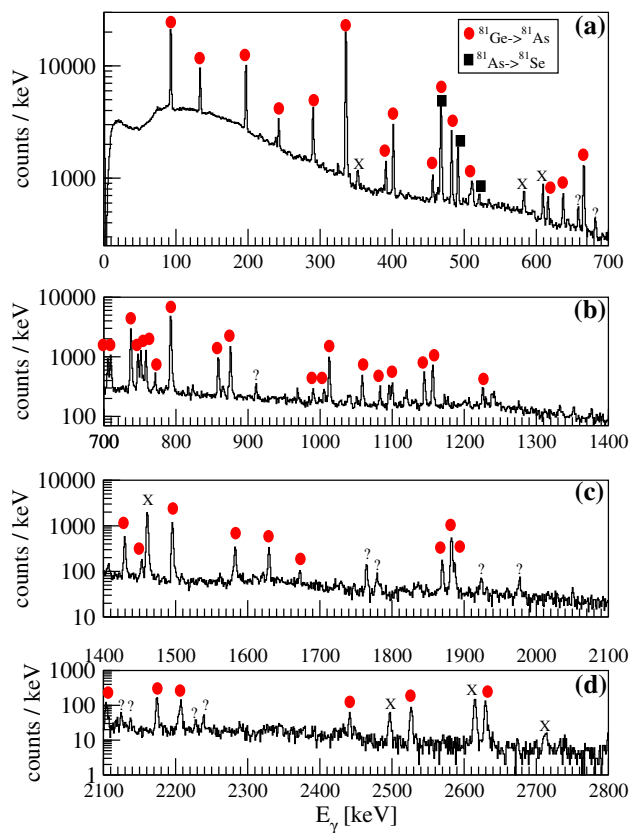 (a)
⁸¹Ge->⁸¹As
⁸¹As->⁸¹Se
counts / keV
10000
1000
X X X ? ?
0 100 200 300 400 500 600 700
(b)
counts / keV
10000
1000
100
?
700 800 900 1000 1100 1200 1300 1400
(c)
counts / keV
10000
1000
100
10
X ? ? ? ?
1400 1500 1600 1700 1800 1900 2000 2100
(d)
counts / keV
1000
100
10
1
? ? ? ? X X X
2100 2200 2300 2400 2500 2600 2700 2800
E_γ [keV]